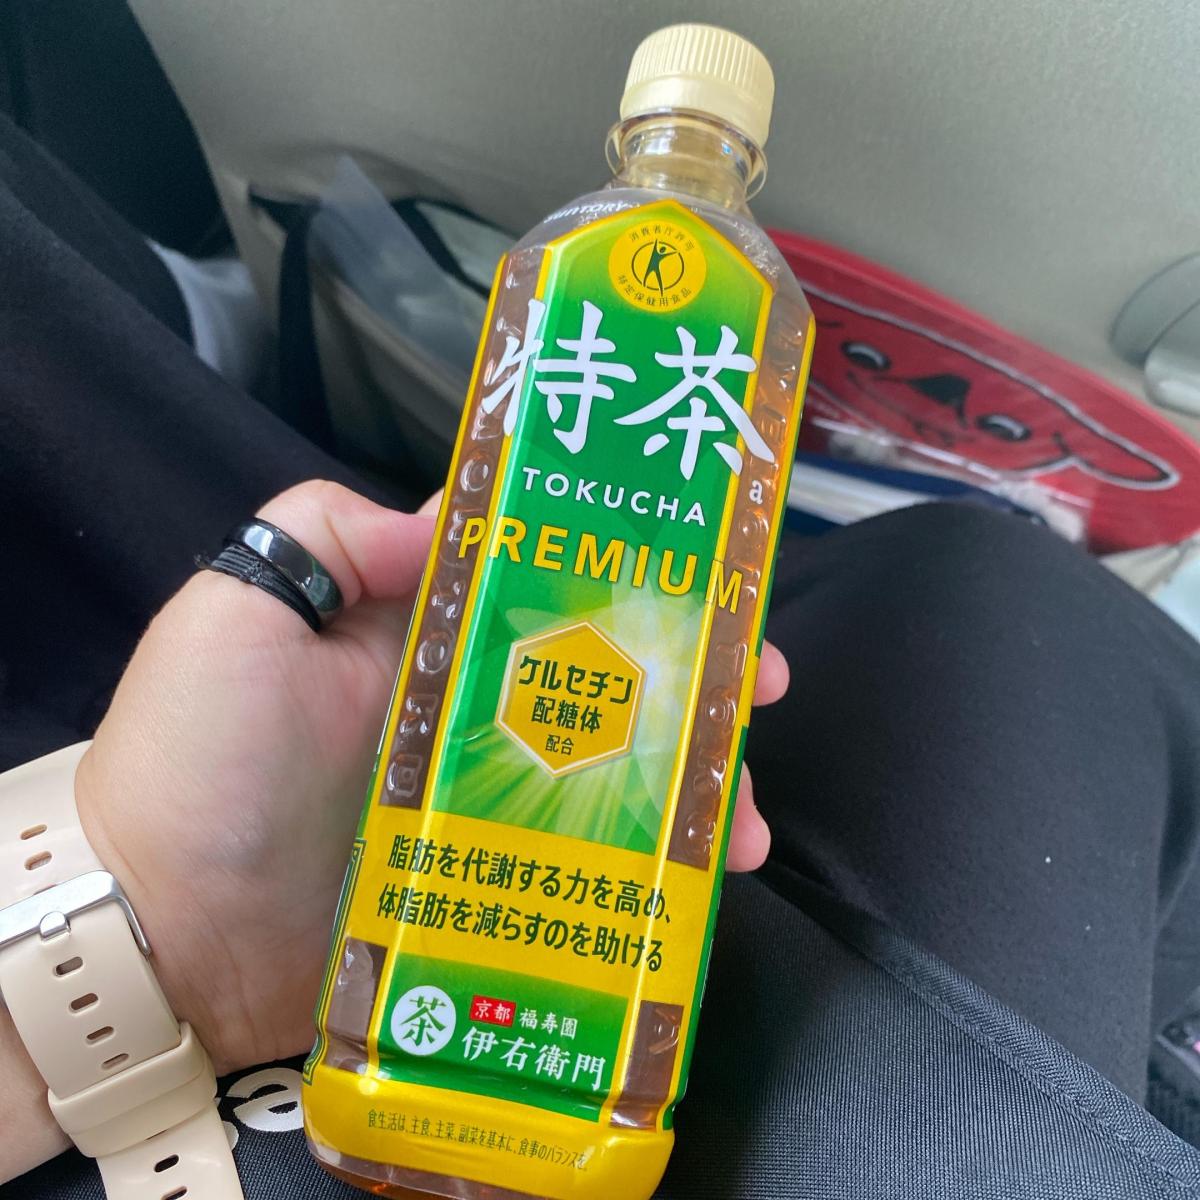 SUNTORY
消費者庁許可
特定保健用食品
特茶
TOKUCHA
a
PREMIUM
ケルセチン
配糖体
配合
脂肪を代謝する力を高め、
体脂肪を減らすのを助ける
茶
京都 福寿園
伊右衛門
食生活は、主食、主菜、副菜を基本に、食事のバランスを。